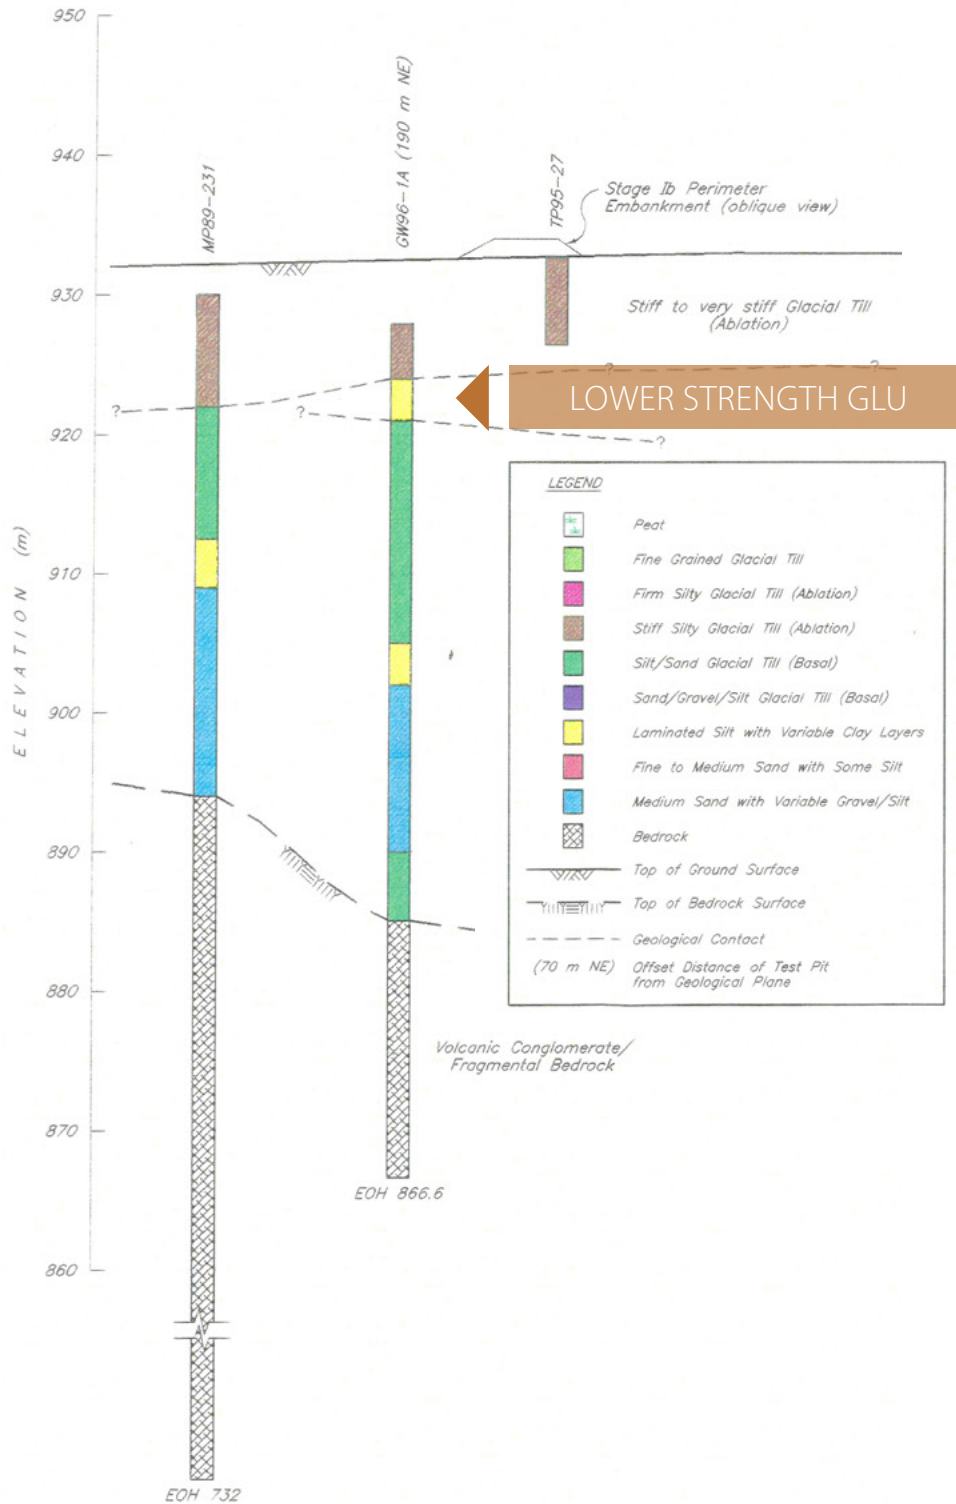 950
940
930
920
910
900
890
880
870
860
ELEVATION (m)
MP89-231
GW96-1A (190 m NE)
TP95-27
Stage Ib Perimeter
Embankment (oblique view)
Stiff to very stiff Glacial Till
(Ablation)
?
?
?
?
?
LOWER STRENGTH GLU
LEGEND
Peat
Fine Grained Glacial Till
Firm Silty Glacial Till (Ablation)
Stiff Silty Glacial Till (Ablation)
Silt/Sand Glacial Till (Basal)
Sand/Gravel/Silt Glacial Till (Basal)
Laminated Silt with Variable Clay Layers
Fine to Medium Sand with Some Silt
Medium Sand with Variable Gravel/Silt
Bedrock
Top of Ground Surface
Top of Bedrock Surface
Geological Contact
(70 m NE) Offset Distance of Test Pit
from Geological Plane
Volcanic Conglomerate/
Fragmental Bedrock
EOH 866.6
EOH 732